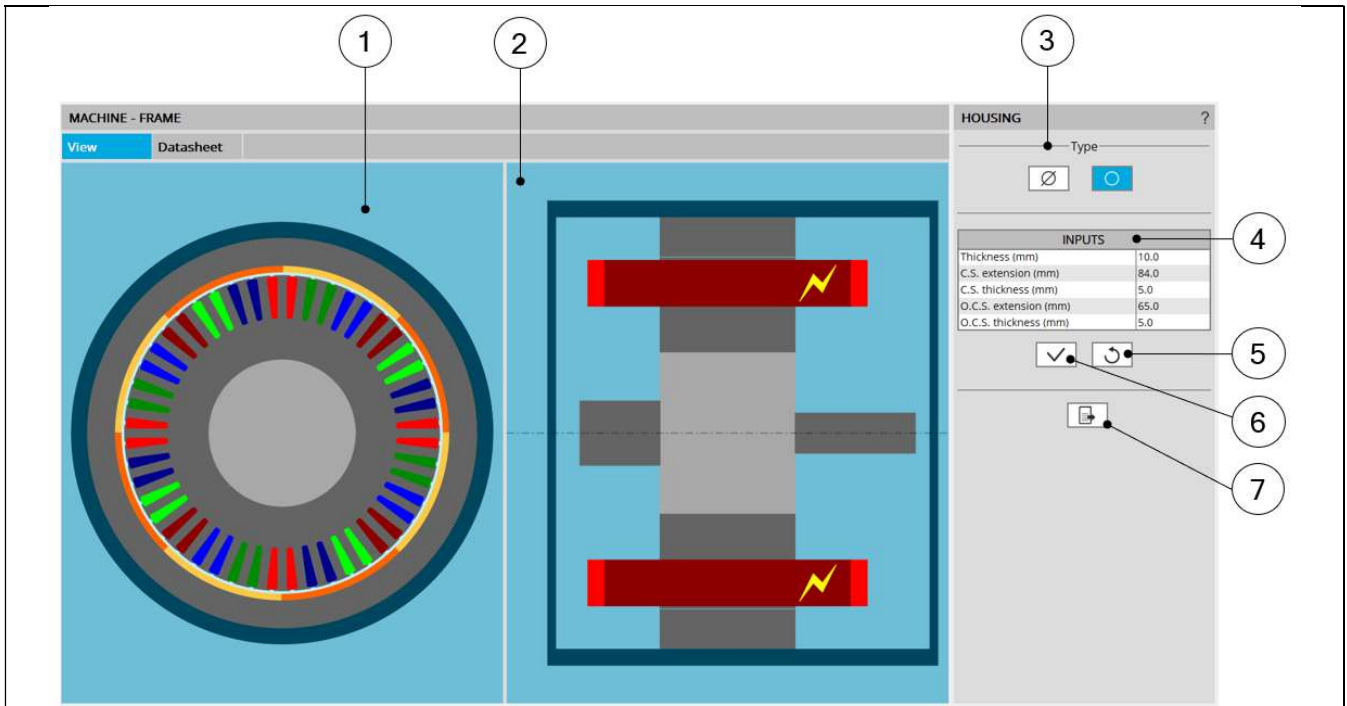 1
2
3
MACHINE - FRAME
HOUSING ?
View Datasheet
Type
INPUTS
4
Thickness (mm) 10.0
C.S. extension (mm) 84.0
C.S. thickness (mm) 5.0
O.C.S. extension (mm) 65.0
O.C.S. thickness (mm) 5.0
5
6
7